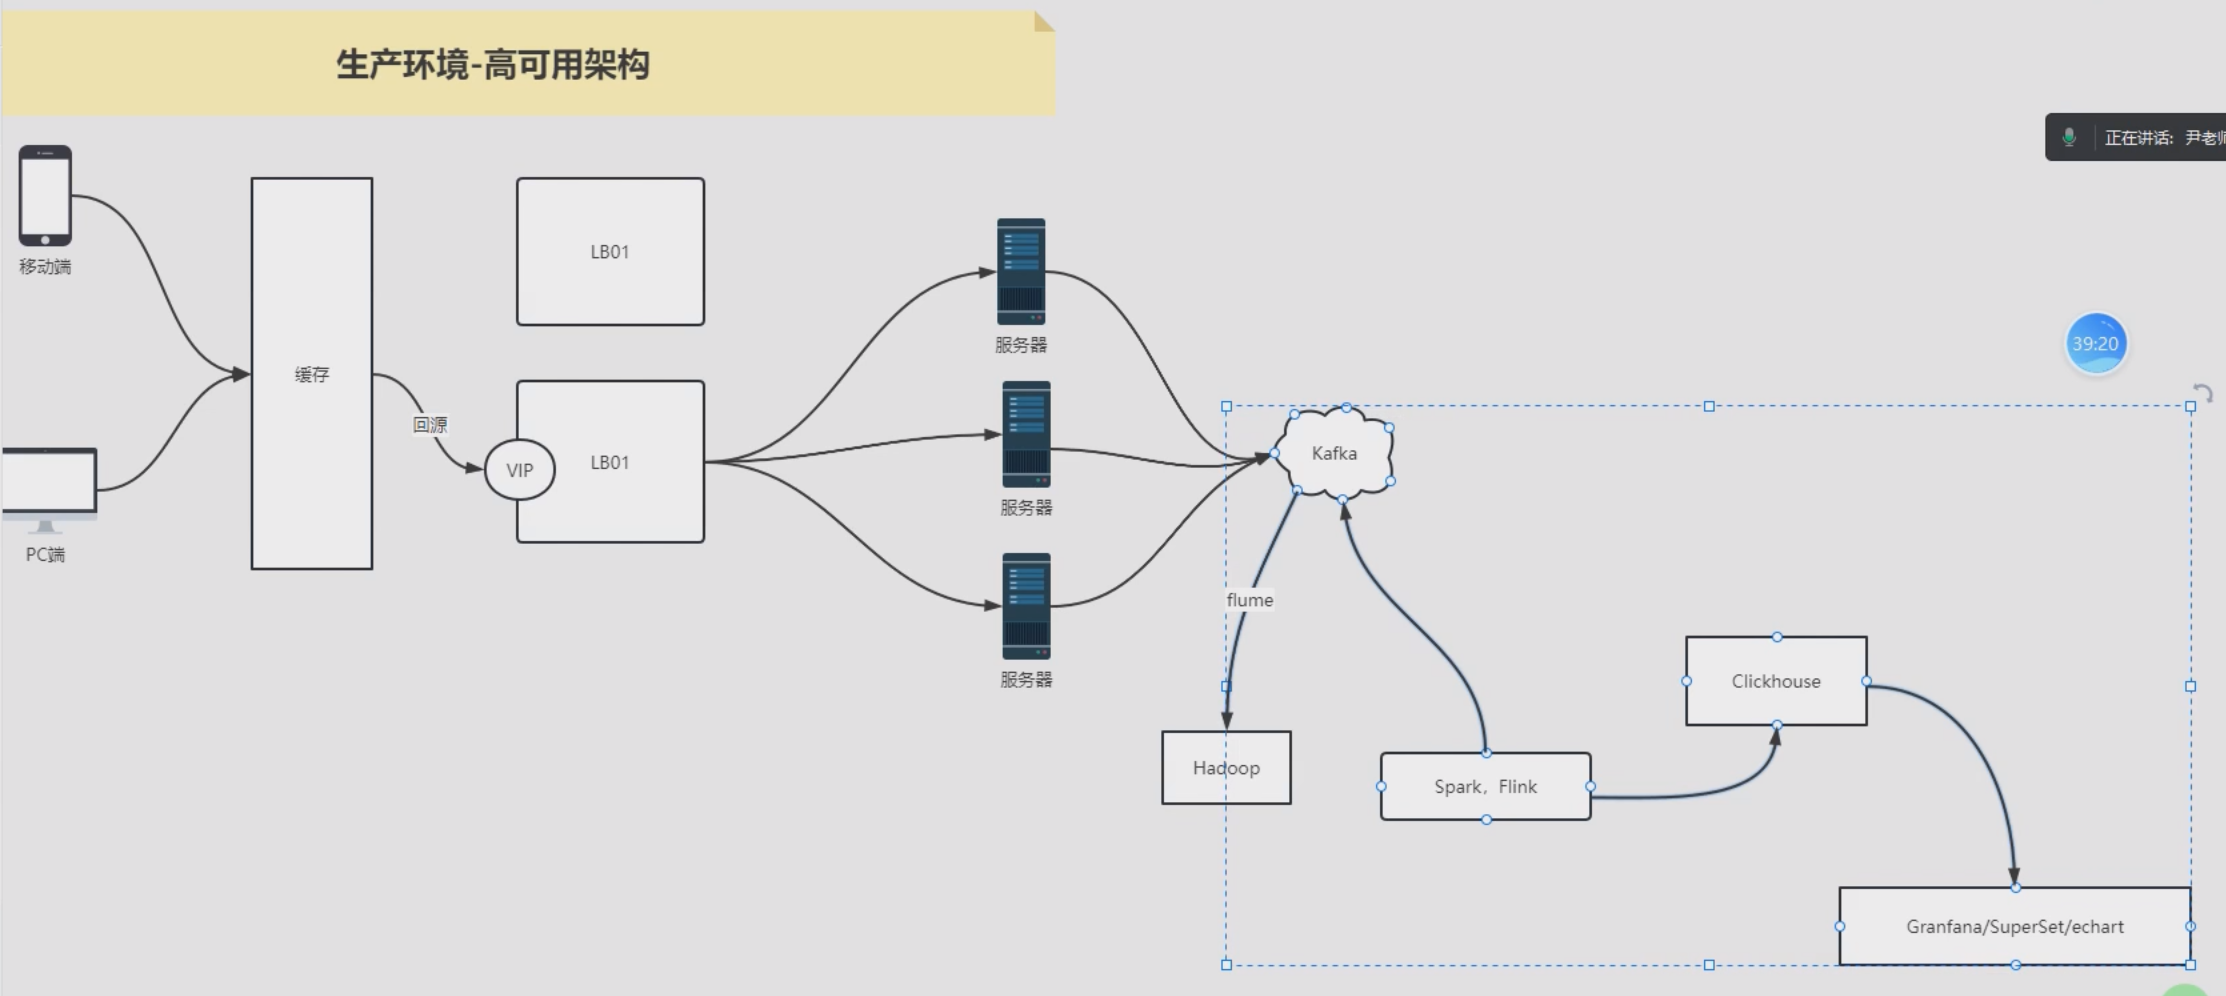 生产环境-高可用架构
正在讲话: 尹老师
移动端
PC端
缓存
回源
LB01
VIP
LB01
服务器
服务器
服务器
39:20
Kafka
flume
Hadoop
Spark，Flink
Clickhouse
Granfana/SuperSet/echart